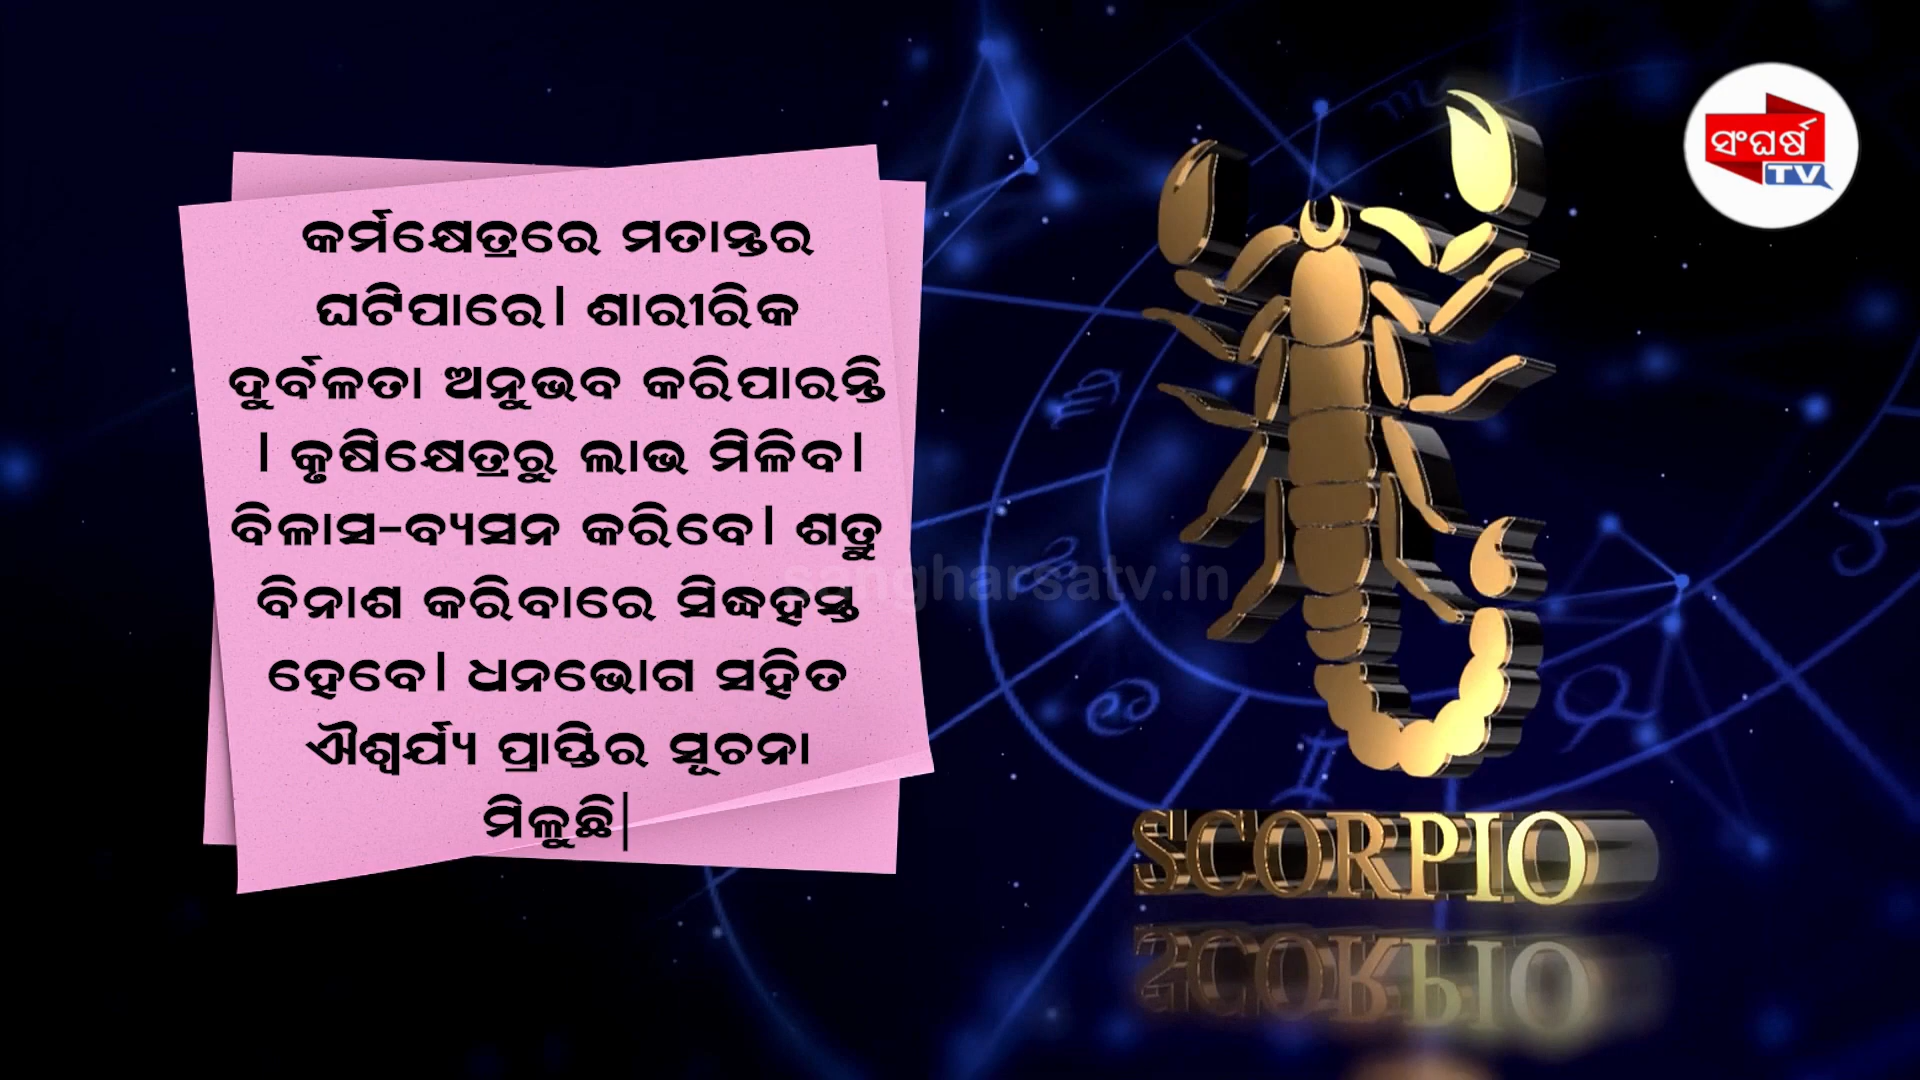 କର୍ମକ୍ଷେତ୍ରରେ ମତାନ୍ତର
ଘଟିପାରେ। ଶାରୀରିକ
ଦୁର୍ବଳତା ଅନୁଭବ କରିପାରନ୍ତି
। କୃଷିକ୍ଷେତ୍ରରୁ ଲାଭ ମିଳିବ।
ବିଳାସ-ବ୍ୟସନ କରିବେ। ଶତ୍ରୁ
ବିନାଶ କରିବାରେ ସିଦ୍ଧହସ୍ତ
ହେବେ। ଧନଭୋଗ ସହିତ
ଐଶ୍ୱର୍ଯ୍ୟ ପ୍ରାପ୍ତିର ସୂଚନା
ମିଳୁଛି।
ସଂଘର୍ଷ
TV
sangharsatv.in
SCORPIO